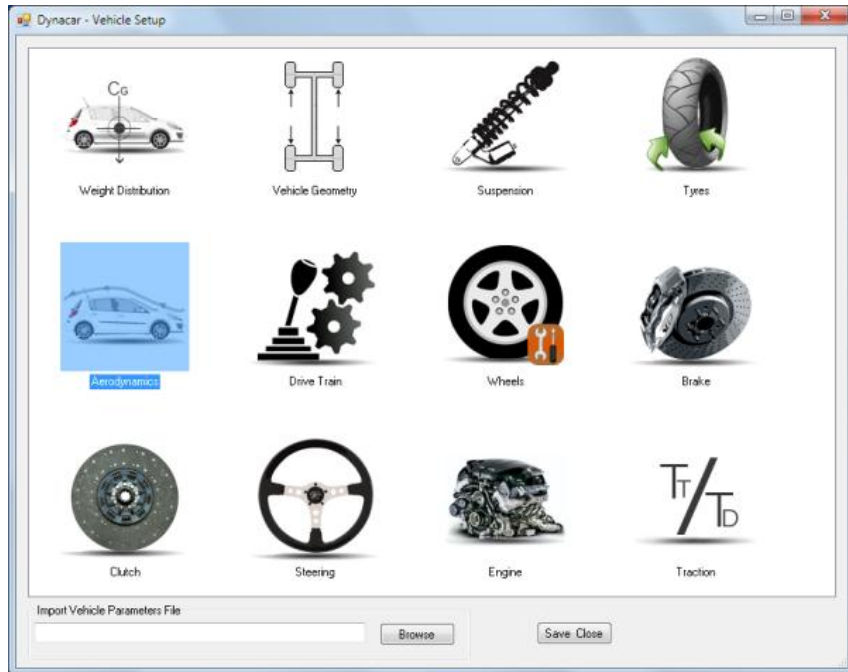 Dynacar - Vehicle Setup
CG
Weight Distribution
Vehicle Geometry
Suspension
Tyres
Aerodynamics
Drive Train
Wheels
Brake
Clutch
Steering
Engine
TT/TD
Traction
Import Vehicle Parameters File
Browse
Save Close